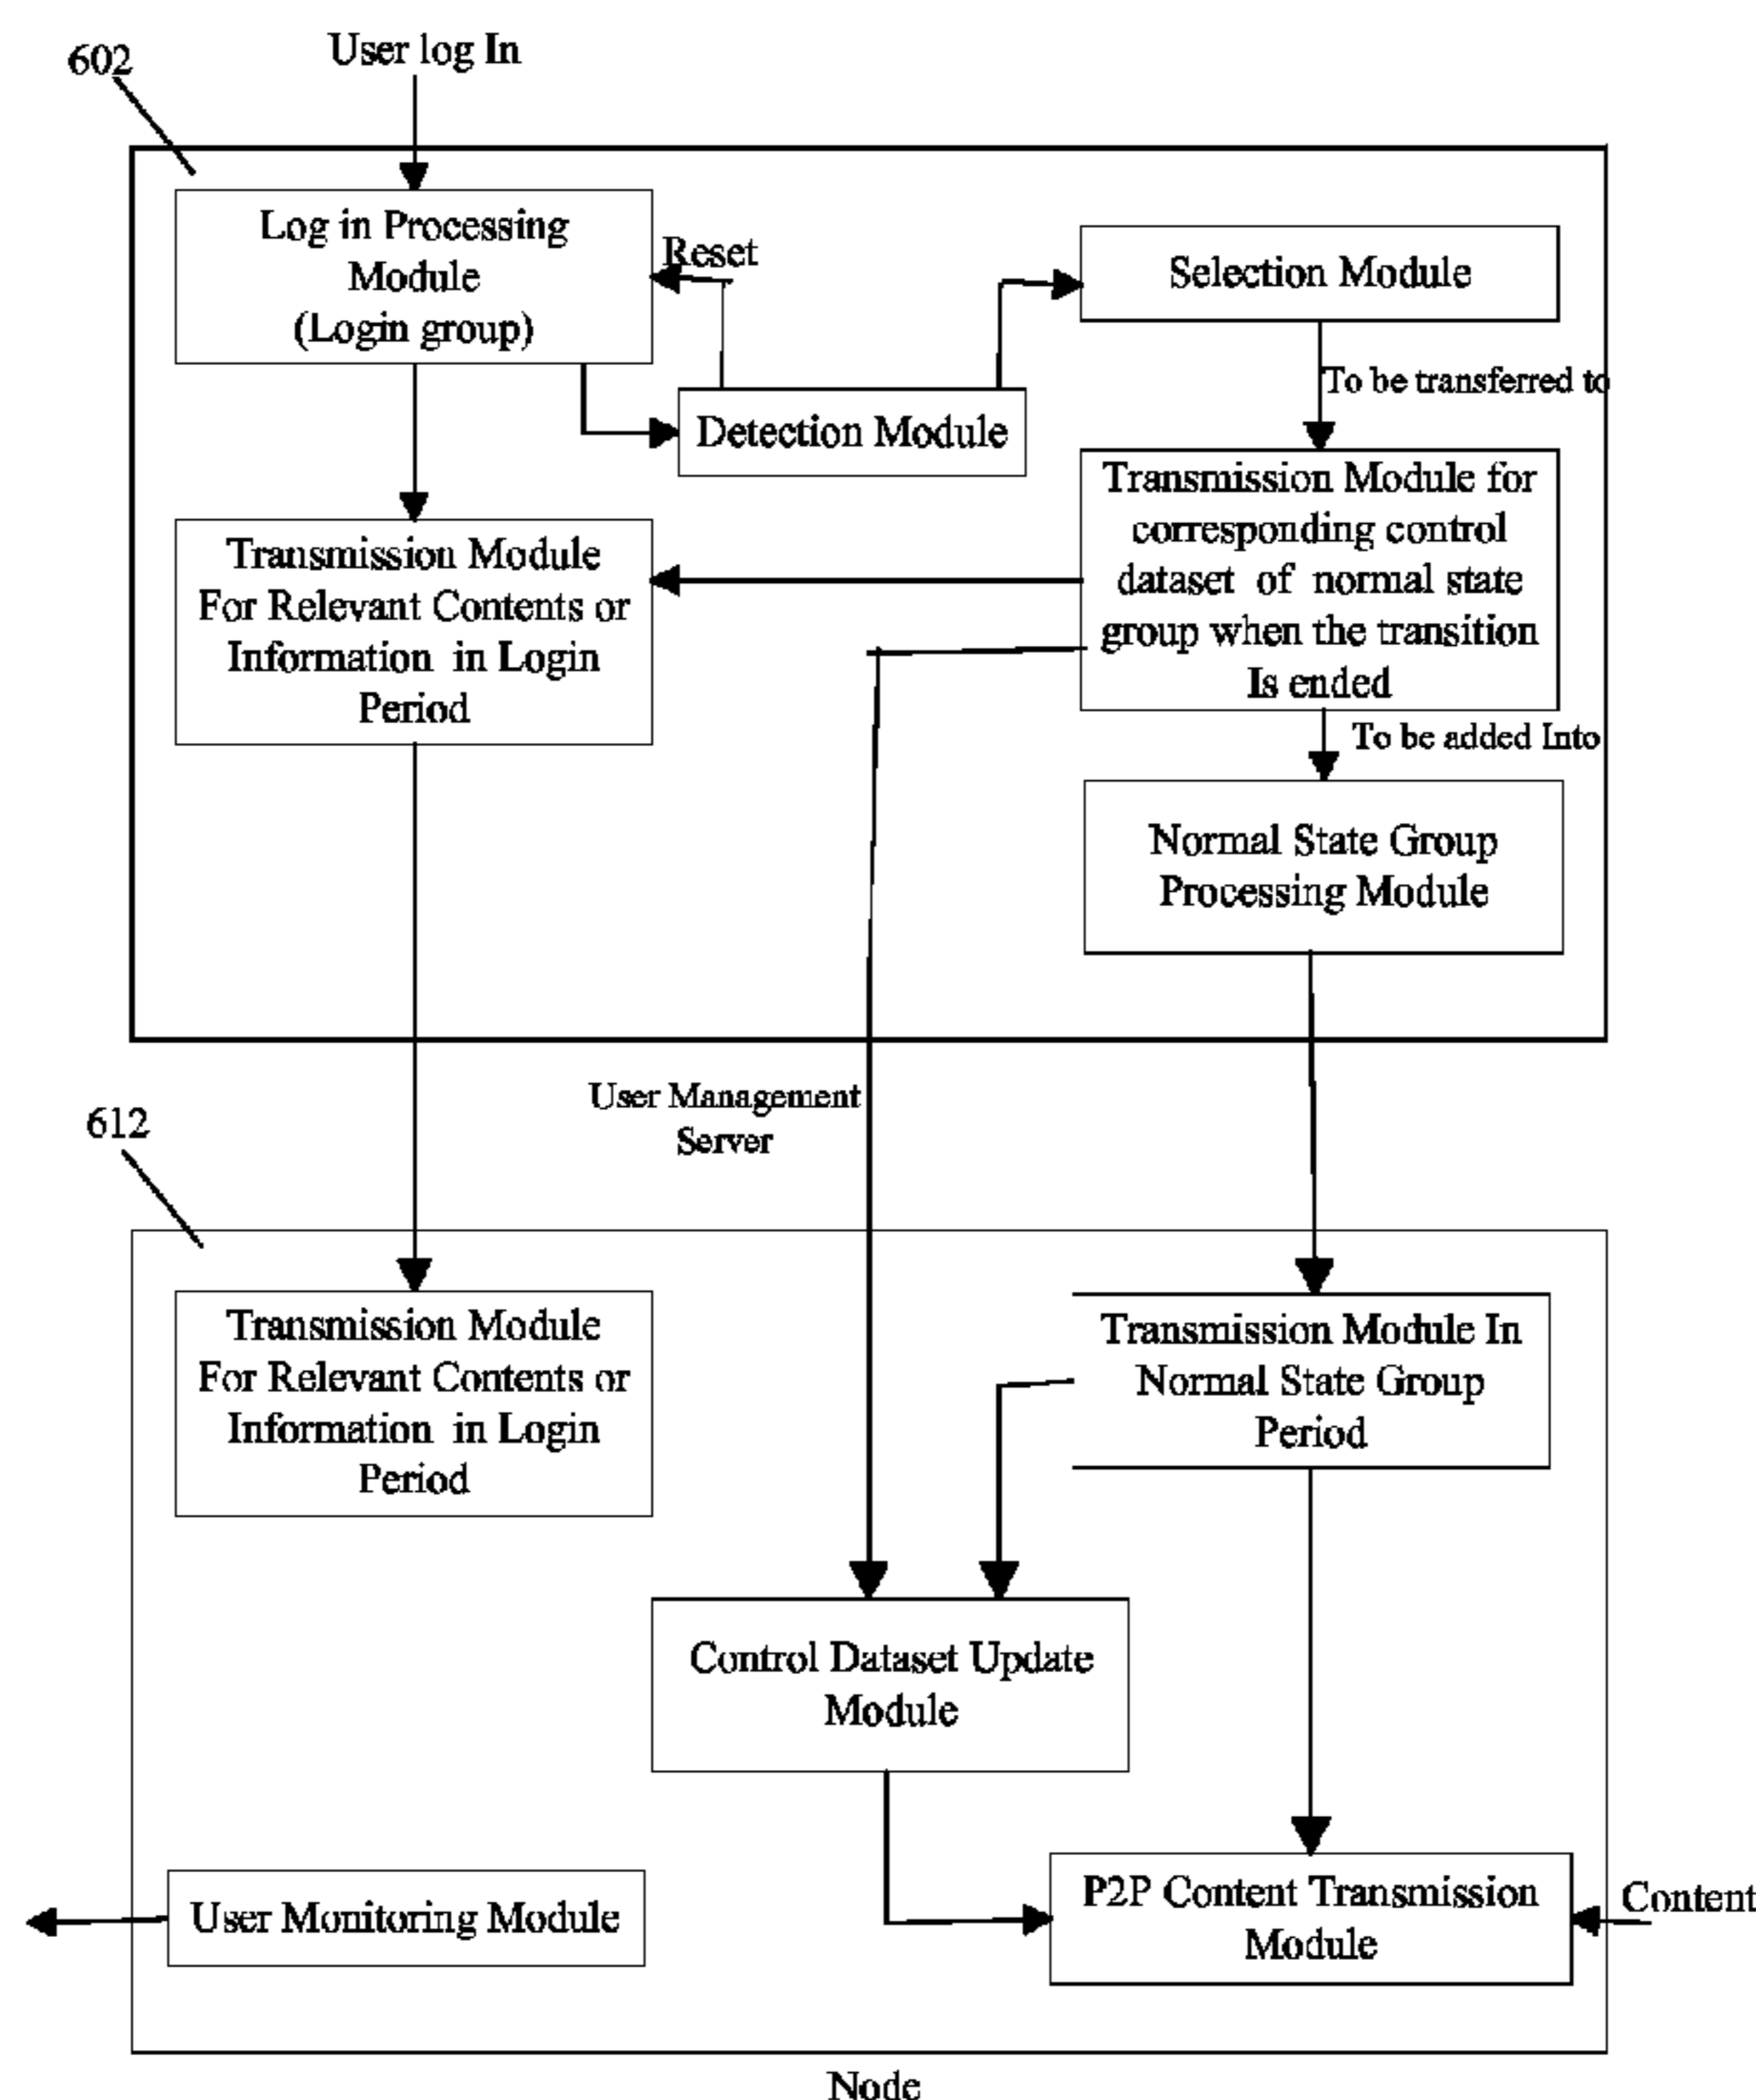 602
User log In
Log in Processing
Module
(Login group)
Reset
Selection Module
To be transferred to
Detection Module
Transmission Module for
corresponding control
dataset of normal state
group when the transition
Is ended
Transmission Module
For Relevant Contents or
Information in Login
Period
To be added Into
Normal State Group
Processing Module
User Management
Server
612
Transmission Module
For Relevant Contents or
Information in Login
Period
Transmission Module In
Normal State Group
Period
Control Dataset Update
Module
User Monitoring Module
P2P Content Transmission
Module
Content
Node